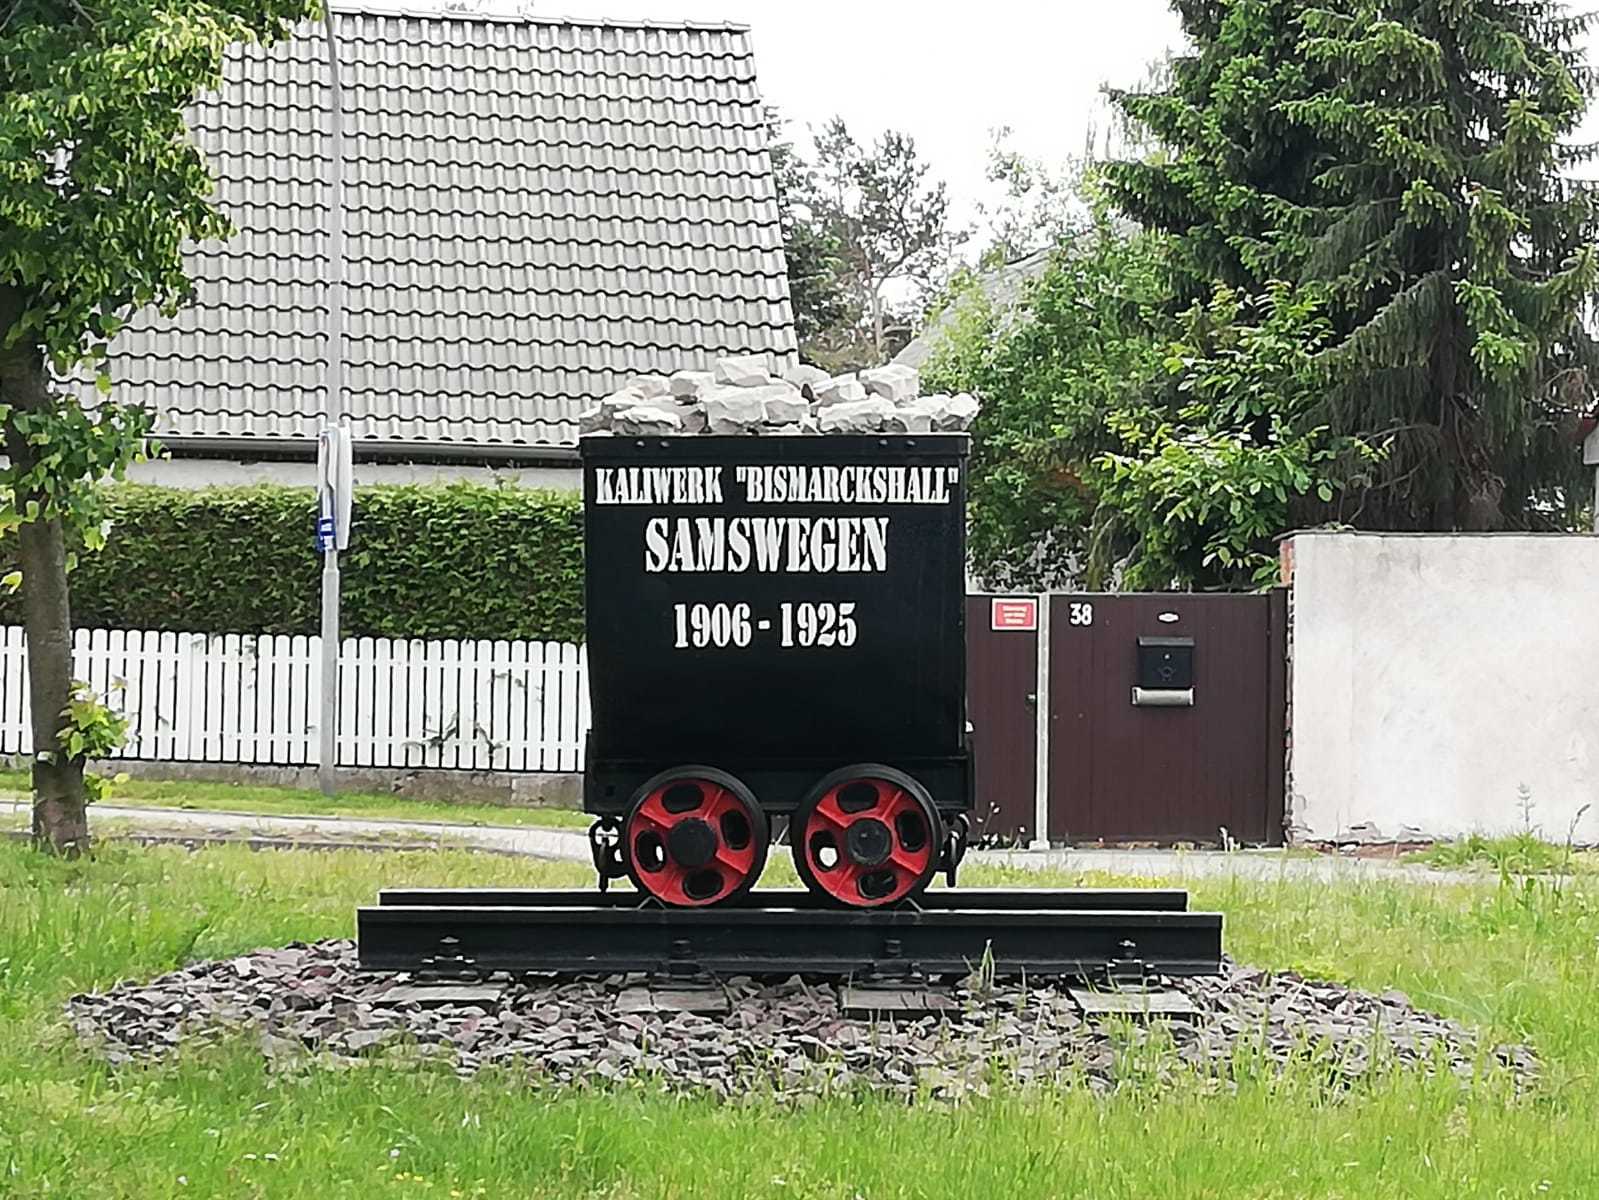 KALIWERK "BISMARCKSHALL"
SAMSWEGEN
1906 - 1925
38